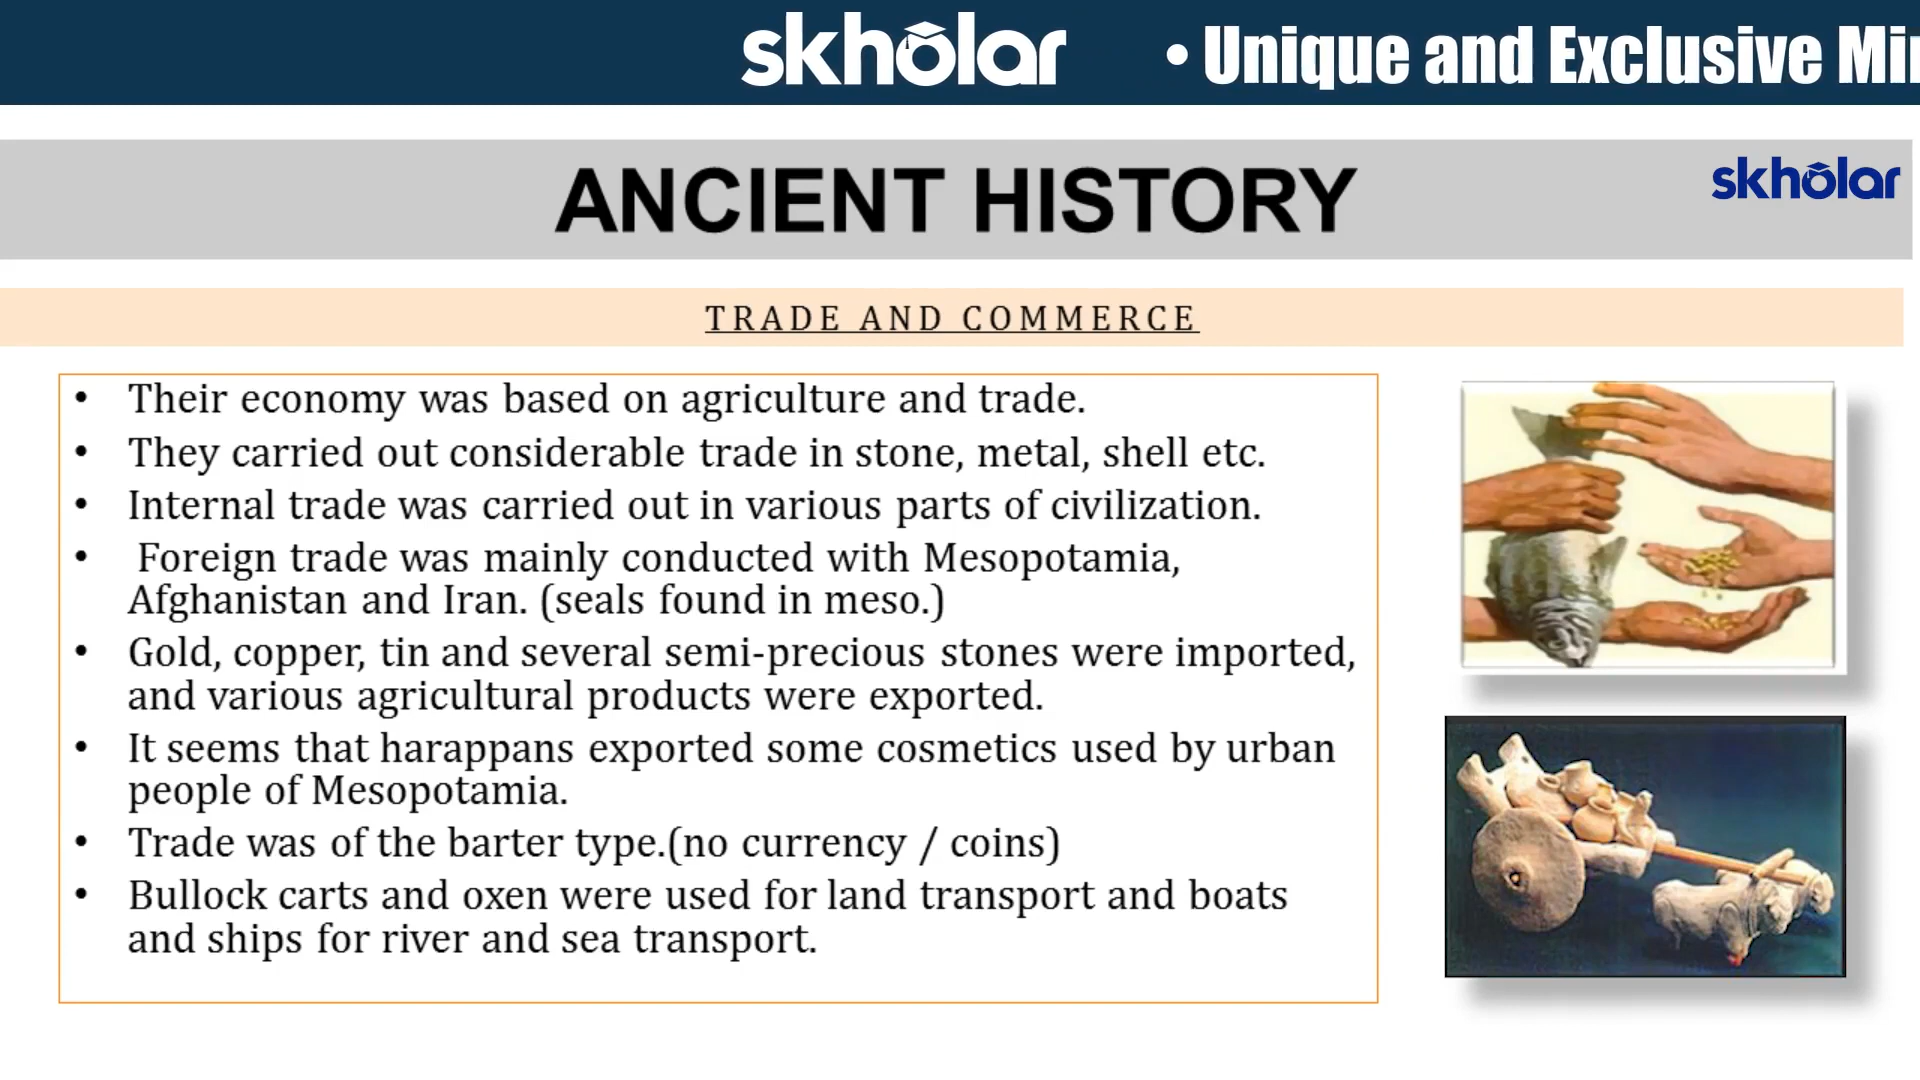 skholar
• Unique and Exclusive
ANCIENT HISTORY
skholar
TRADE AND COMMERCE
• Their economy was based on agriculture and trade.
• They carried out considerable trade in stone, metal, shell etc.
• Internal trade was carried out in various parts of civilization.
• Foreign trade was mainly conducted with Mesopotamia,
Afghanistan and Iran. (seals found in meso.)
• Gold, copper, tin and several semi-precious stones were imported,
and various agricultural products were exported.
• It seems that harappans exported some cosmetics used by urban
people of Mesopotamia.
• Trade was of the barter type.(no currency / coins)
• Bullock carts and oxen were used for land transport and boats
and ships for river and sea transport.